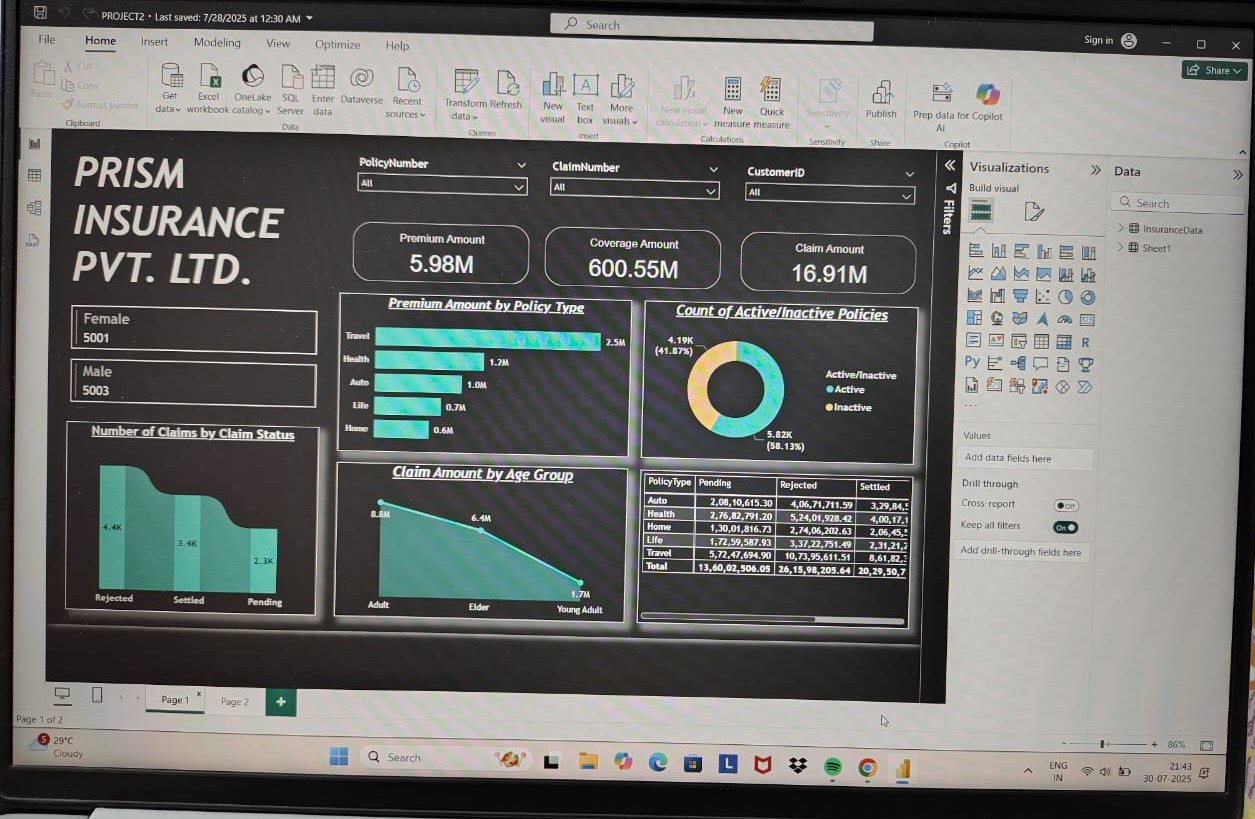 PROJECT2 • Last saved: 7/28/2025 at 12:30 AM
Search
Sign in
File Home Insert Modeling View Optimize Help
Share
Paste
Cut
Copy
Format painter
Clipboard
Get data
Excel workbook
OneLake catalog
SQL Server
Enter data
Dataverse
Recent sources
Data
Transform data
Refresh
Queries
New visual
Text box
More visuals
Insert
New visual calculation
New measure
Quick measure
Calculations
Sensitivity
Sensitivity
Publish
Share
Prep data for AI
Copilot
Copilot
PRISM
INSURANCE
PVT. LTD.
PolicyNumber
All
ClaimNumber
All
CustomerID
All
Premium Amount
5.98M
Coverage Amount
600.55M
Claim Amount
16.91M
Female
5001
Male
5003
Number of Claims by Claim Status
4.4K
3.4K
2.3K
Rejected Settled Pending
Premium Amount by Policy Type
Travel 2.5M
Health 1.2M
Auto 1.0M
Life 0.7M
Home 0.6M
Claim Amount by Age Group
8.8M
6.4M
1.7M
Adult Elder Young Adult
Count of Active/Inactive Policies
4.19K
(41.87%)
5.82K
(58.13%)
Active/Inactive
Active
Inactive
PolicyType Pending Rejected Settled
Auto 2,08,10,615.30 4,06,71,711.59 3,29,84,
Health 2,76,82,791.20 5,24,01,928.42 4,00,17,1
Home 1,30,01,816.73 2,74,06,202.63 2,06,45,
Life 1,72,59,587.93 3,37,22,751.49 2,31,21,2
Travel 5,72,47,694.90 10,73,95,611.51 8,61,82,
Total 13,60,02,506.05 26,15,98,205.64 20,29,50,7
Filters
Visualizations
Build visual
R
Py
...
Values
Add data fields here
Drill through
Cross-report
Off
Keep all filters
On
Add drill-through fields here
Data
Search
InsuranceData
Sheet1
Page 1 x
Page 2
+
Page 1 of 2
- + 86%
5
29°C
Cloudy
Search
L
ENG
IN
21:43
30-07-2025